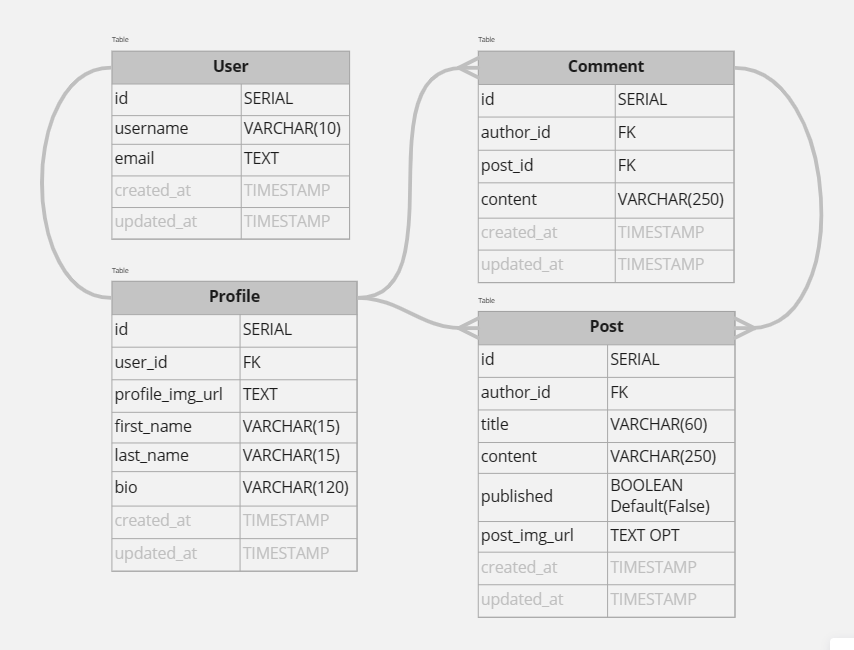 Table
User
id SERIAL
username VARCHAR(10)
email TEXT
created_at TIMESTAMP
updated_at TIMESTAMP
Table
Profile
id SERIAL
user_id FK
profile_img_url TEXT
first_name VARCHAR(15)
last_name VARCHAR(15)
bio VARCHAR(120)
created_at TIMESTAMP
updated_at TIMESTAMP
Table
Comment
id SERIAL
author_id FK
post_id FK
content VARCHAR(250)
created_at TIMESTAMP
updated_at TIMESTAMP
Table
Post
id SERIAL
author_id FK
title VARCHAR(60)
content VARCHAR(250)
published BOOLEAN
Default(False)
post_img_url TEXT OPT
created_at TIMESTAMP
updated_at TIMESTAMP